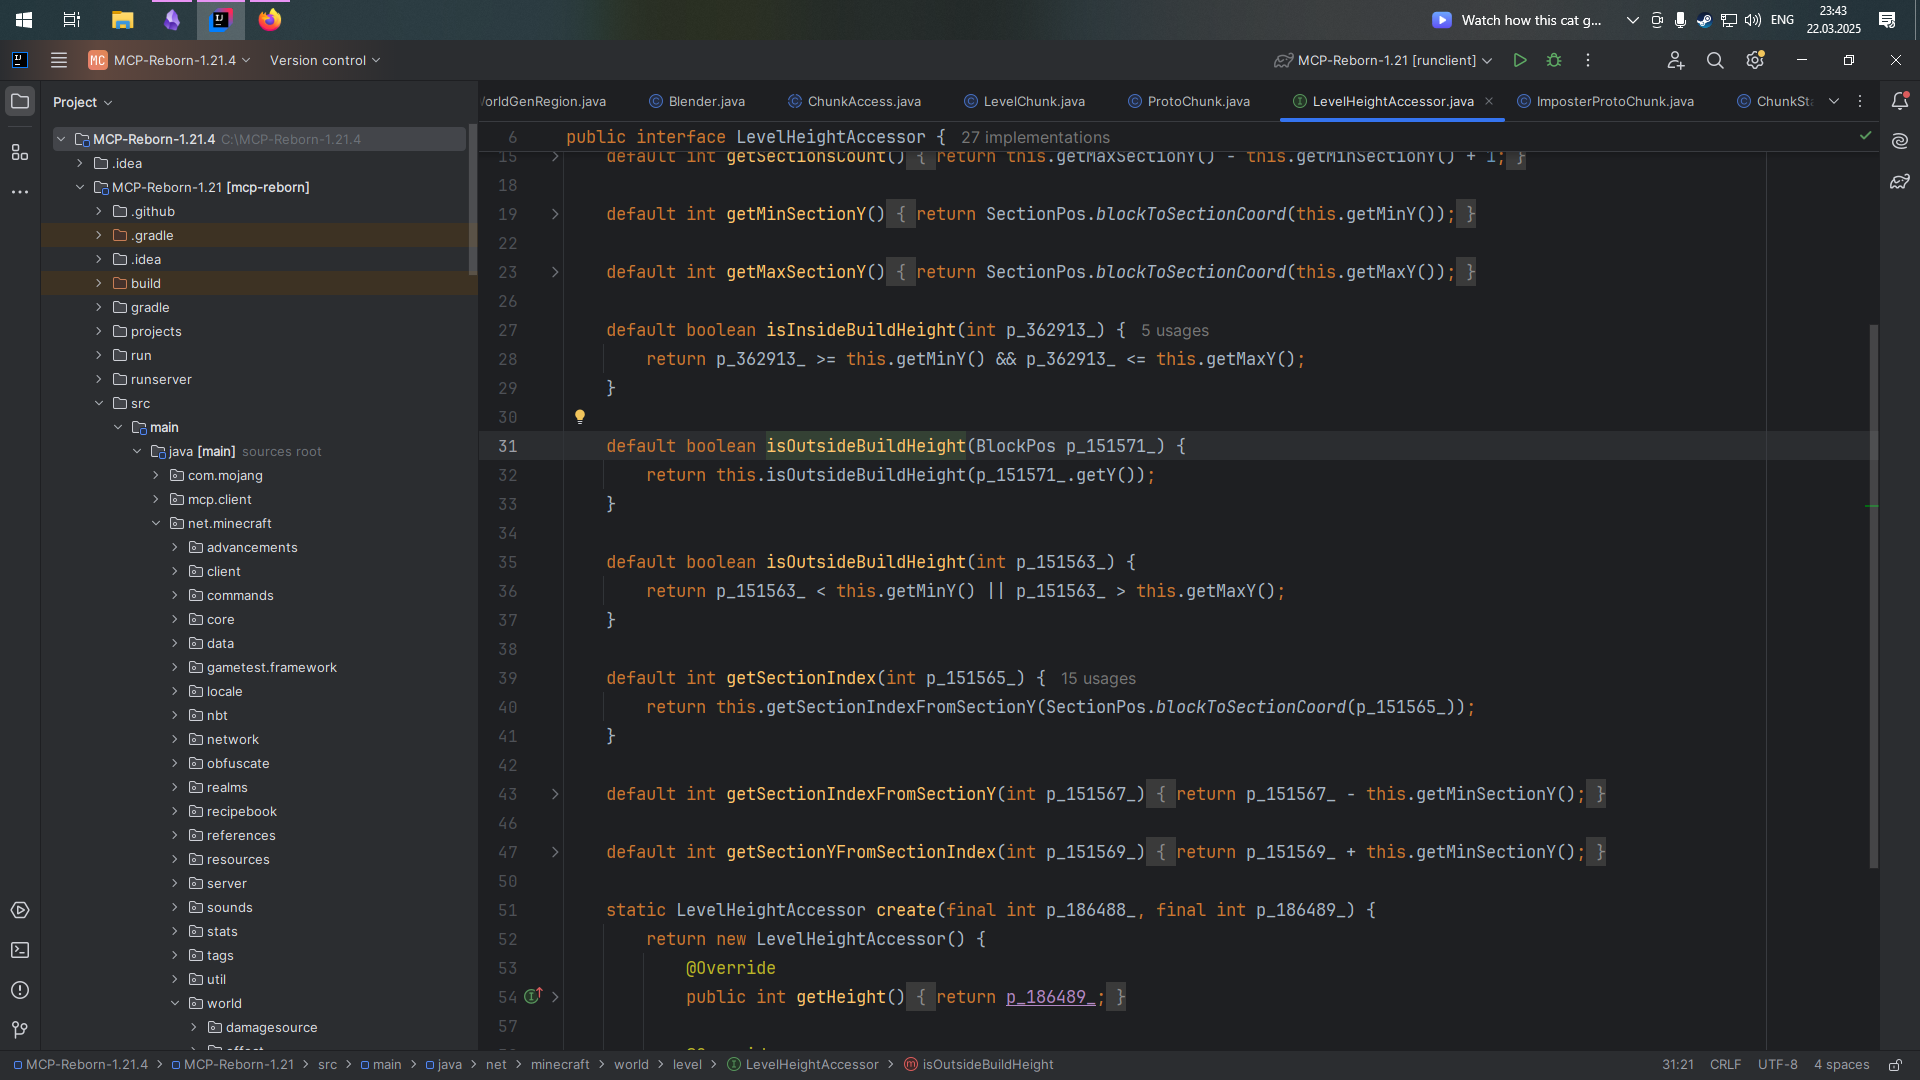 Watch how this cat g...
ENG
23:43
22.03.2025
MC
MCP-Reborn-1.21.4
Version control
MCP-Reborn-1.21 [runclient]
Project
orldGenRegion.java
Blender.java
ChunkAccess.java
LevelChunk.java
ProtoChunk.java
LevelHeightAccessor.java
ImposterProtoChunk.java
ChunkSta
MCP-Reborn-1.21.4 C:\MCP-Reborn-1.21.4
.idea
MCP-Reborn-1.21 [mcp-reborn]
.github
.gradle
.idea
build
gradle
projects
run
runserver
src
main
java [main] sources root
com.mojang
mcp.client
net.minecraft
advancements
client
commands
core
data
gametest.framework
locale
nbt
network
obfuscate
realms
recipebook
references
resources
server
sounds
stats
tags
util
world
damagesource
6 public interface LevelHeightAccessor { 27 implementations
15 default int getSectionsCount() { return this.getMaxSectionY() - this.getMinSectionY() + 1; }
18
19 default int getMinSectionY() { return SectionPos.blockToSectionCoord(this.getMinY()); }
22
23 default int getMaxSectionY() { return SectionPos.blockToSectionCoord(this.getMaxY()); }
26
27 default boolean isInsideBuildHeight(int p_362913_) { 5 usages
28 return p_362913_ >= this.getMinY() && p_362913_ <= this.getMaxY();
29 }
30
31 default boolean isOutsideBuildHeight(BlockPos p_151571_) {
32 return this.isOutsideBuildHeight(p_151571_.getY());
33 }
34
35 default boolean isOutsideBuildHeight(int p_151563_) {
36 return p_151563_ < this.getMinY() || p_151563_ > this.getMaxY();
37 }
38
39 default int getSectionIndex(int p_151565_) { 15 usages
40 return this.getSectionIndexFromSectionY(SectionPos.blockToSectionCoord(p_151565_));
41 }
42
43 default int getSectionIndexFromSectionY(int p_151567_) { return p_151567_ - this.getMinSectionY(); }
46
47 default int getSectionYFromSectionIndex(int p_151569_) { return p_151569_ + this.getMinSectionY(); }
50
51 static LevelHeightAccessor create(final int p_186488_, final int p_186489_) {
52 return new LevelHeightAccessor() {
53 @Override
54 public int getHeight() { return p_186489_; }
57
MCP-Reborn-1.21.4 > MCP-Reborn-1.21 > src > main > java > net > minecraft > world > level > LevelHeightAccessor > isOutsideBuildHeight
31:21 CRLF UTF-8 4 spaces